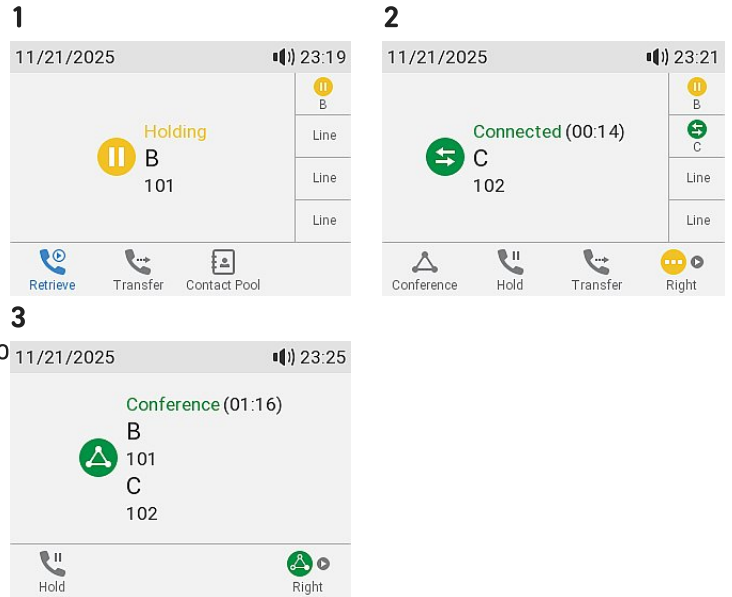 1
11/21/2025 23:19
B
Holding
B
101
Line
Line
Line
Retrieve Transfer Contact Pool
2
11/21/2025 23:21
B
Connected (00:14)
C
102
C
Line
Line
Conference Hold Transfer Right
3
11/21/2025 23:25
Conference (01:16)
B
101
C
102
Hold Right